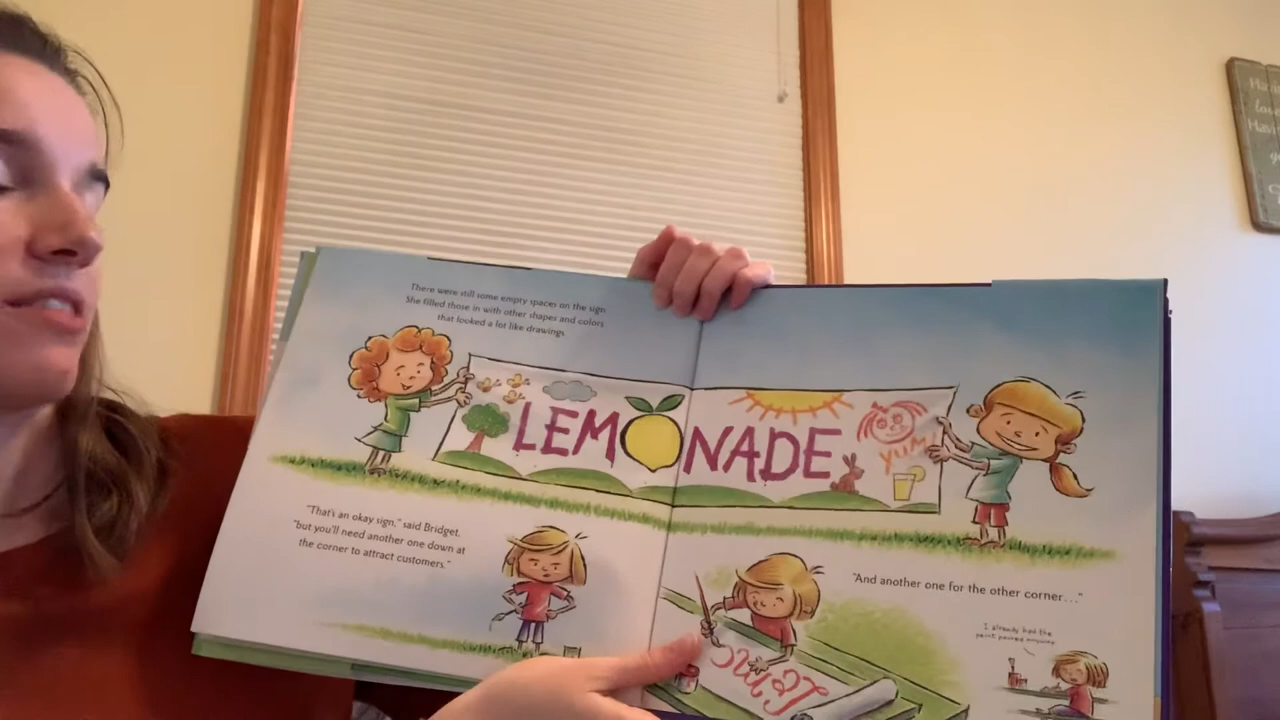 There were still some empty spaces on the sign.
She filled those in with other shapes and colors
that looked a lot like drawings.
LEMONADE
YUM
"That's an okay sign," said Bridget,
"but you'll need another one down at
the corner to attract customers."
"And another one for the other corner..."
I already had the
paint poured anyway.
Lem